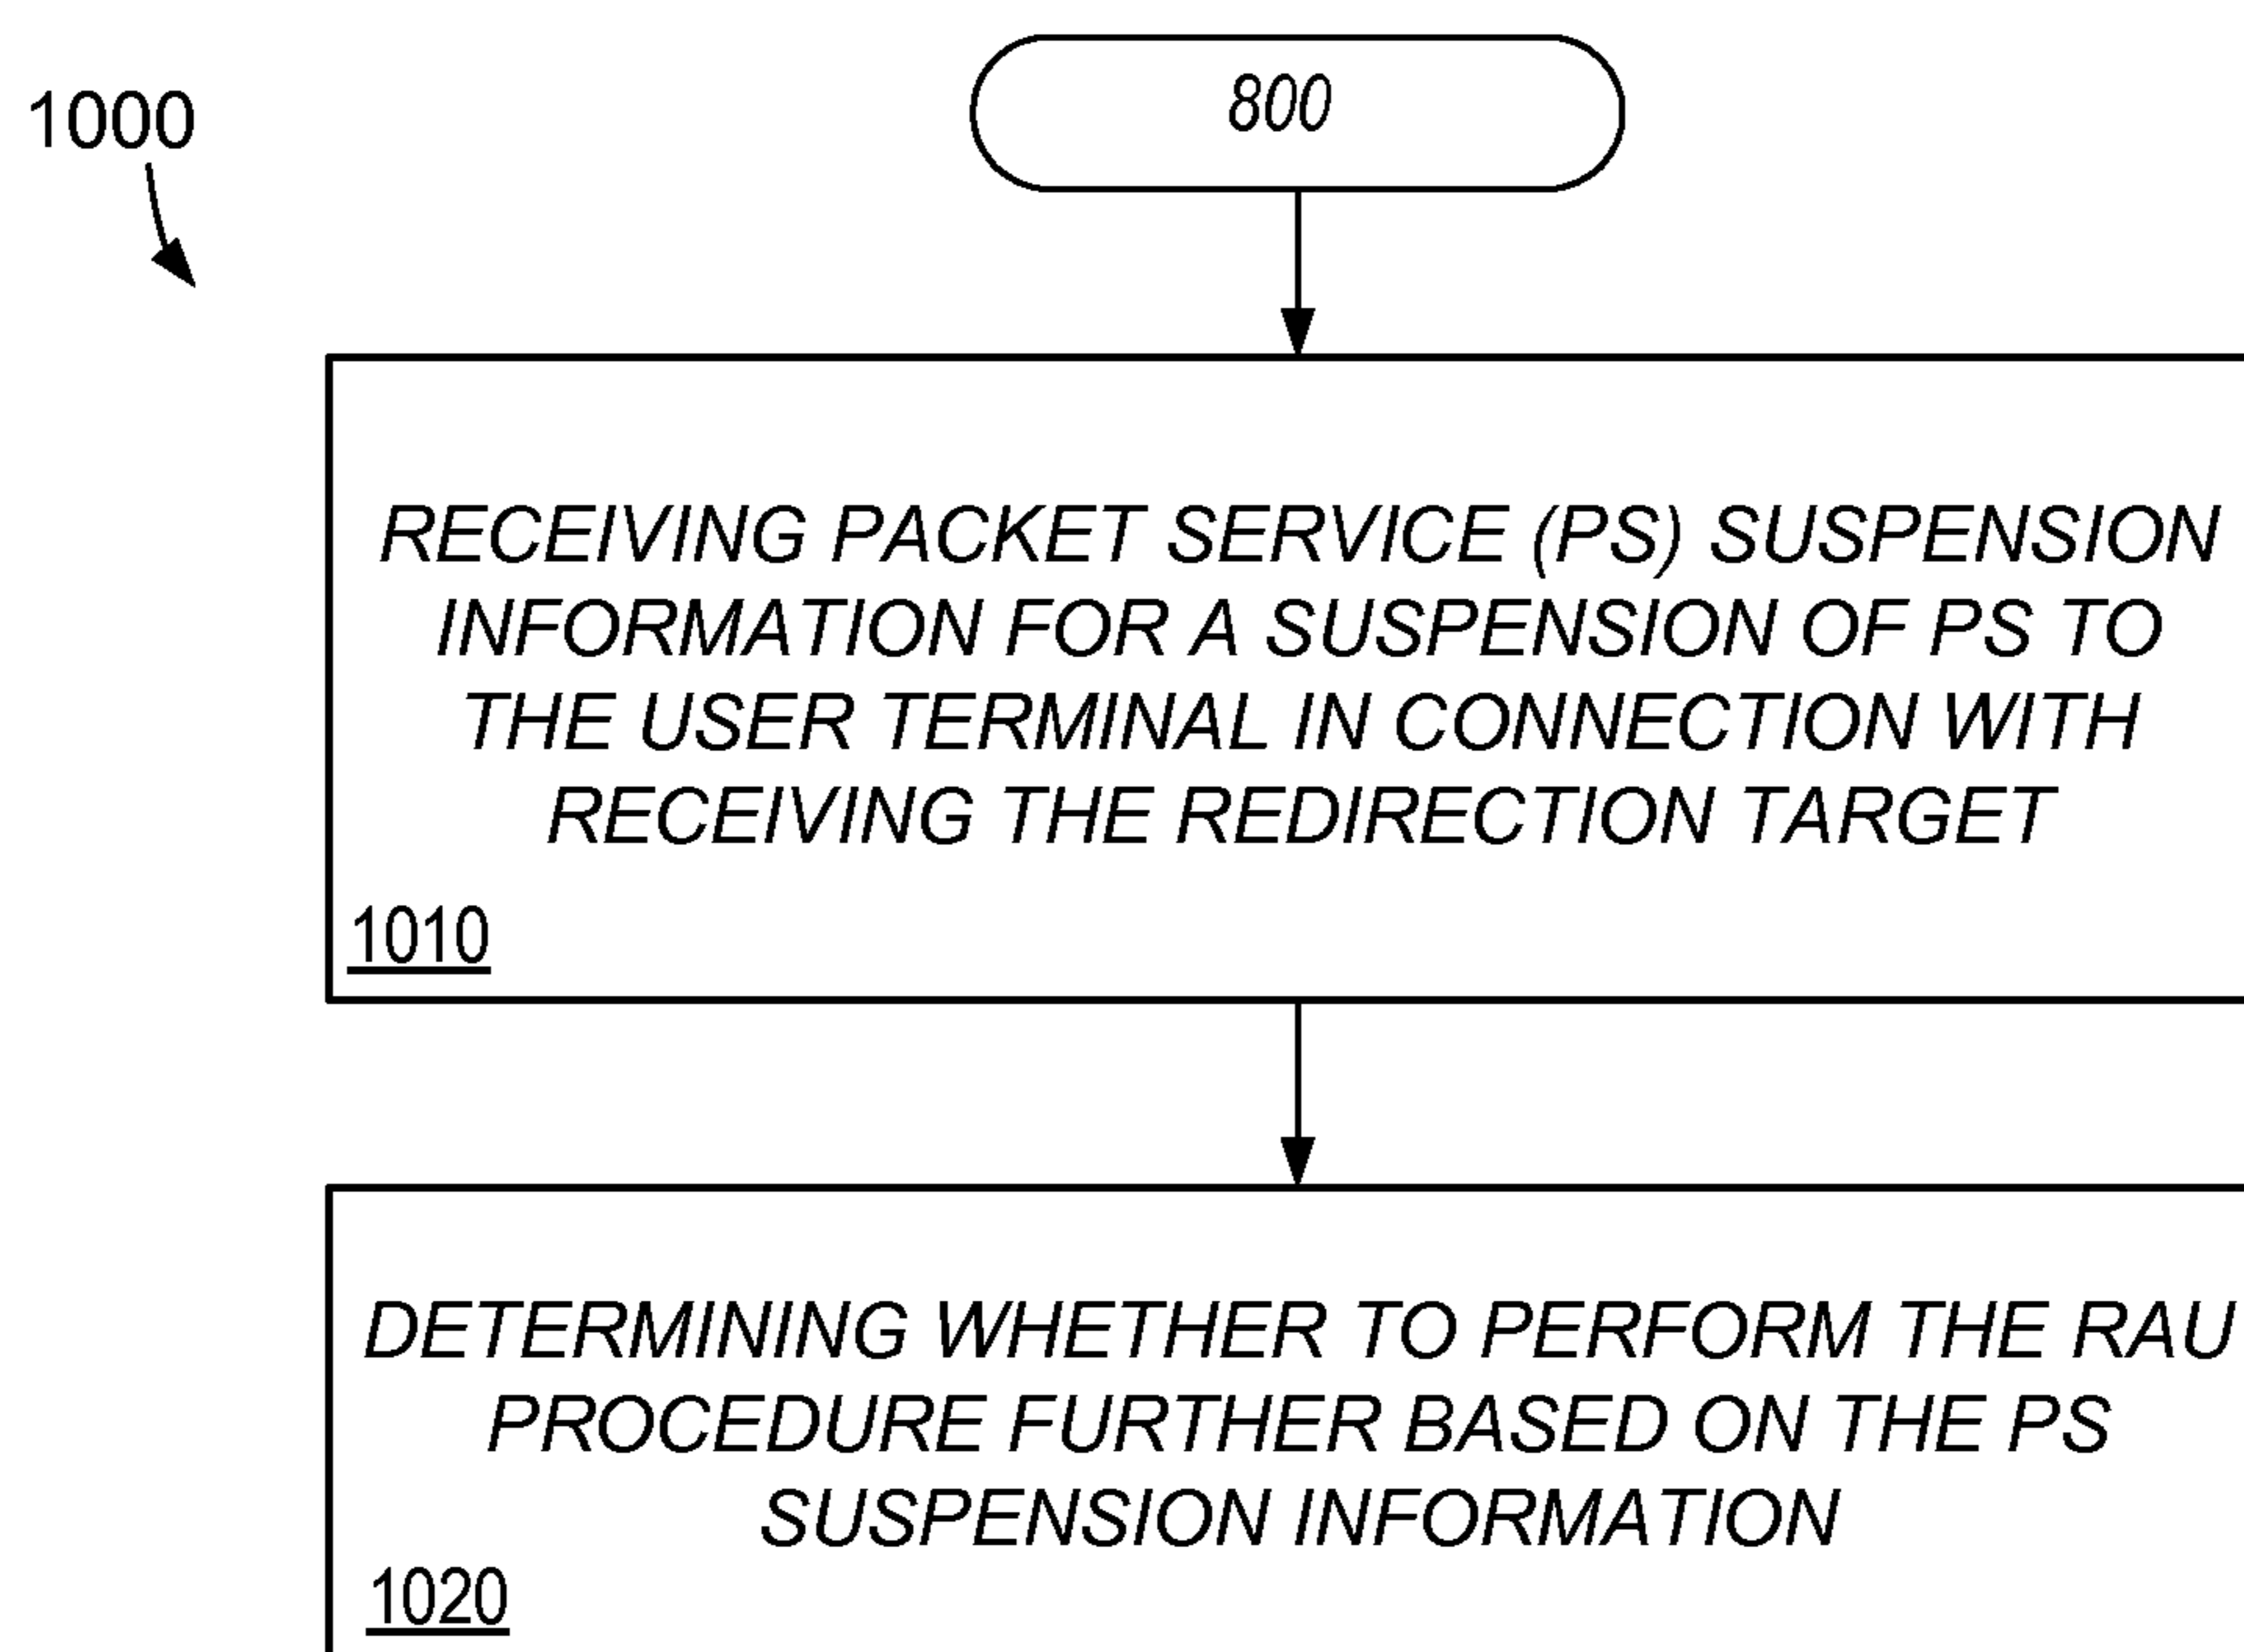 1000
800
RECEIVING PACKET SERVICE (PS) SUSPENSION
INFORMATION FOR A SUSPENSION OF PS TO
THE USER TERMINAL IN CONNECTION WITH
RECEIVING THE REDIRECTION TARGET
1010
DETERMINING WHETHER TO PERFORM THE RAU
PROCEDURE FURTHER BASED ON THE PS
SUSPENSION INFORMATION
1020